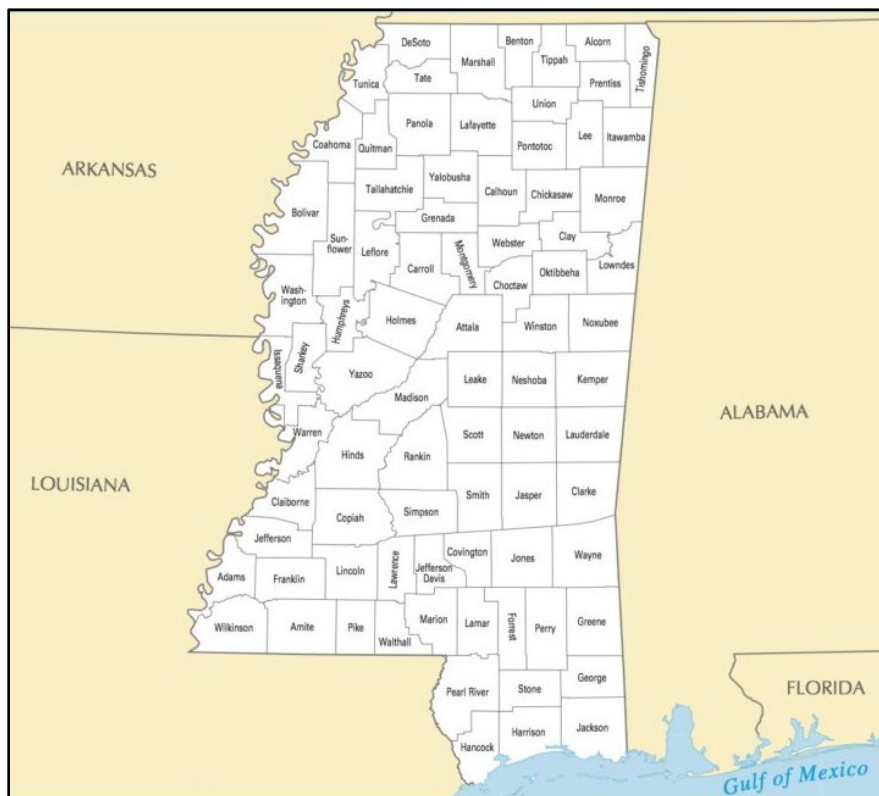 DeSoto
Benton
Alcorn
Marshall
Tippah
Tishomingo
Tunica
Tate
Prentiss
Union
Panola
Lafayette
Lee
Itawamba
Coahoma
Quitman
Pontotoc
ARKANSAS
Tallahatchie
Yalobusha
Calhoun
Chickasaw
Monroe
Bolivar
Grenada
Sun-
flower
Leflore
Webster
Clay
Carroll
Montgomery
Oktibbeha
Lowndes
Choctaw
Wash-
ington
Humphreys
Holmes
Attala
Winston
Noxubee
Issaquena
Sharkey
Yazoo
Leake
Neshoba
Kemper
Madison
ALABAMA
Warren
Scott
Newton
Lauderdale
Hinds
Rankin
LOUISIANA
Claiborne
Smith
Jasper
Clarke
Copiah
Simpson
Jefferson
Covington
Jones
Wayne
Adams
Franklin
Lincoln
Lawrence
Jefferson
Davis
Wilkinson
Amite
Pike
Walthall
Marion
Lamar
Forrest
Perry
Greene
Pearl River
Stone
George
FLORIDA
Hancock
Harrison
Jackson
Gulf of Mexico